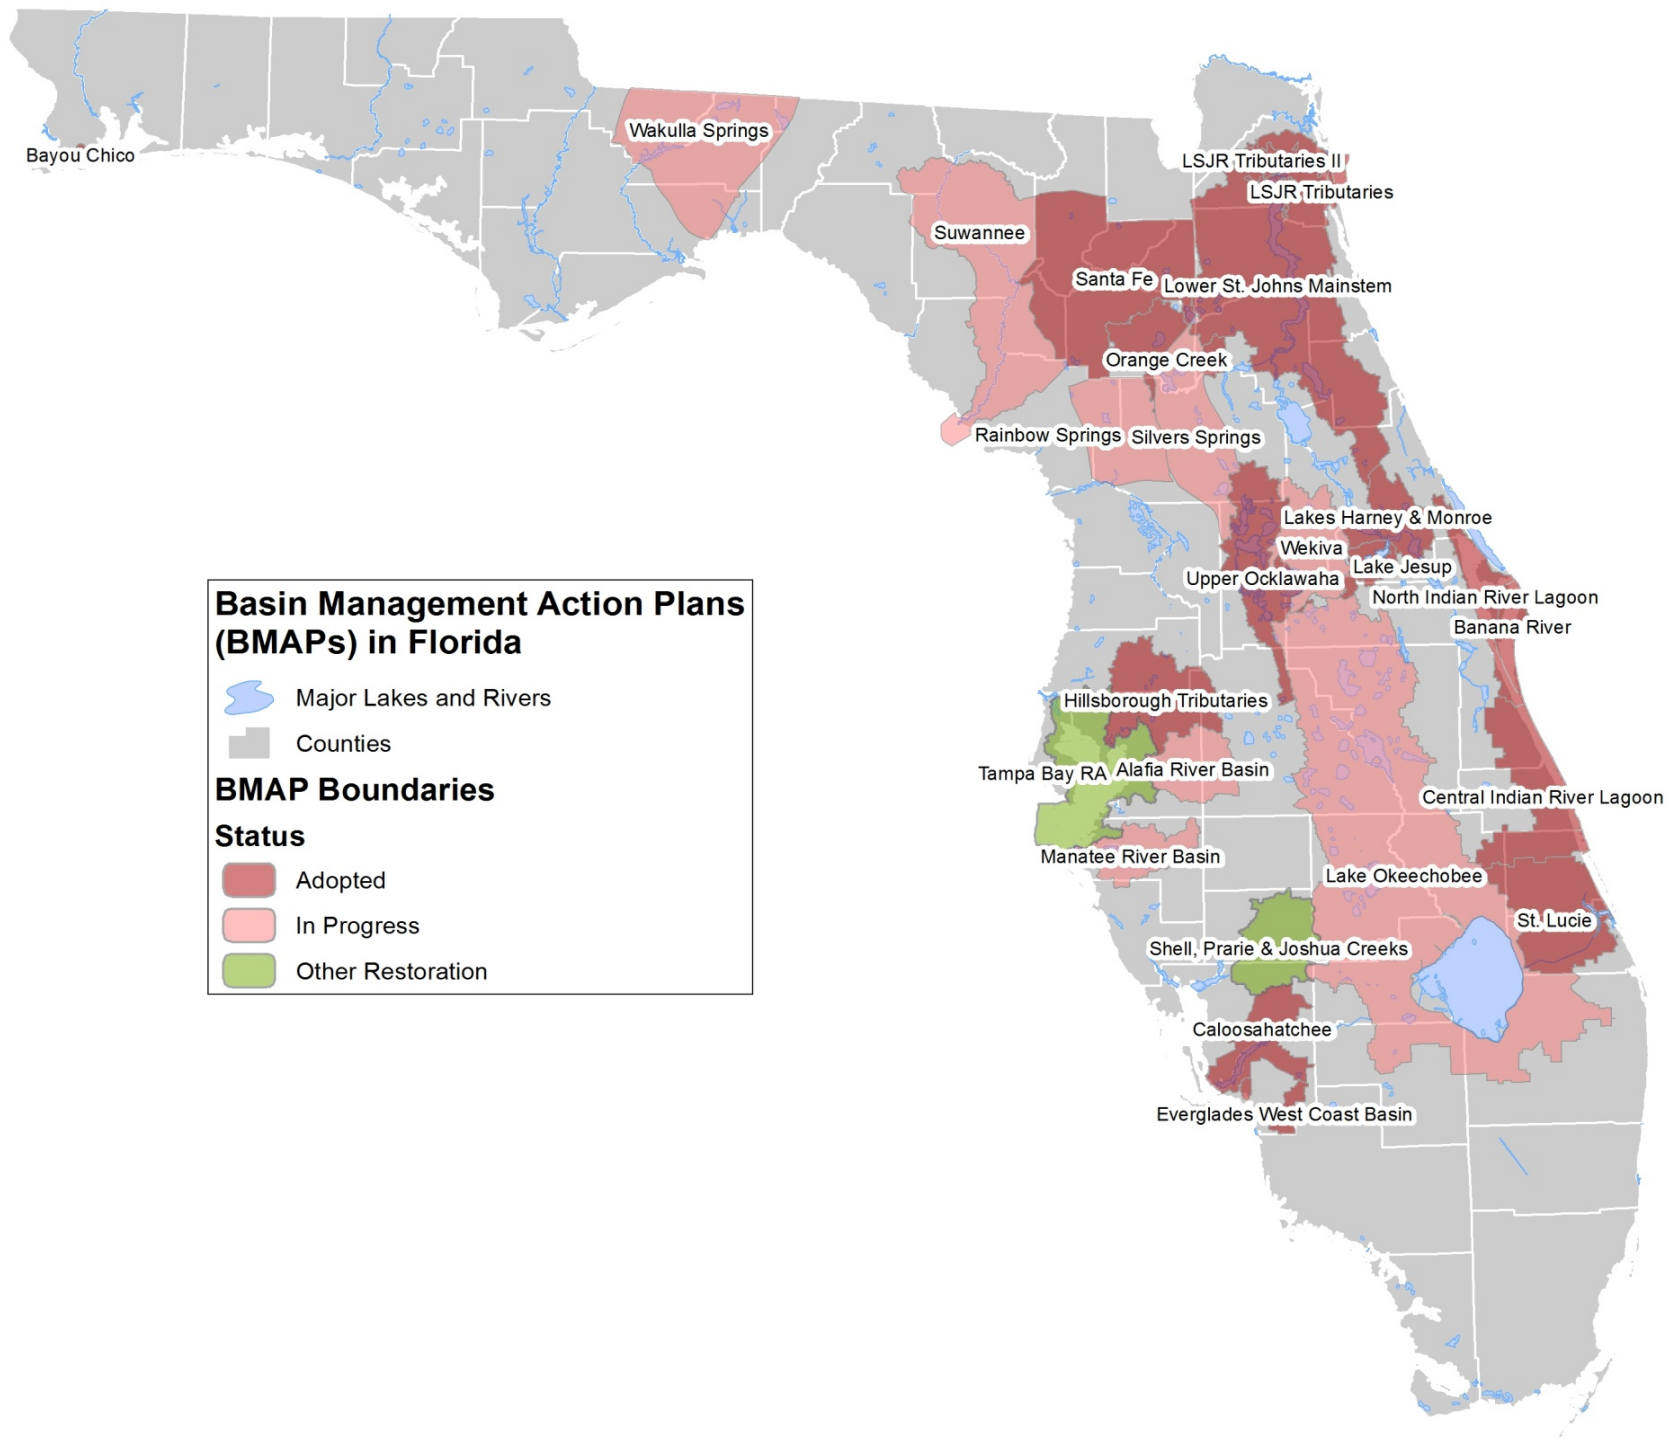 Wakulla Springs
Bayou Chico
LSJR Tributaries II
LSJR Tributaries
Suwannee
Santa Fe
Lower St. Johns Mainstem
Orange Creek
Rainbow Springs
Silvers Springs
Lakes Harney & Monroe
Wekiva
Lake Jesup
Upper Ocklawaha
North Indian River Lagoon
Banana River
Hillsborough Tributaries
Tampa Bay RA
Alafia River Basin
Central Indian River Lagoon
Manatee River Basin
Lake Okeechobee
St. Lucie
Shell, Prarie & Joshua Creeks
Caloosahatchee
Everglades West Coast Basin
Basin Management Action Plans
(BMAPs) in Florida
Major Lakes and Rivers
Counties
BMAP Boundaries
Status
Adopted
In Progress
Other Restoration